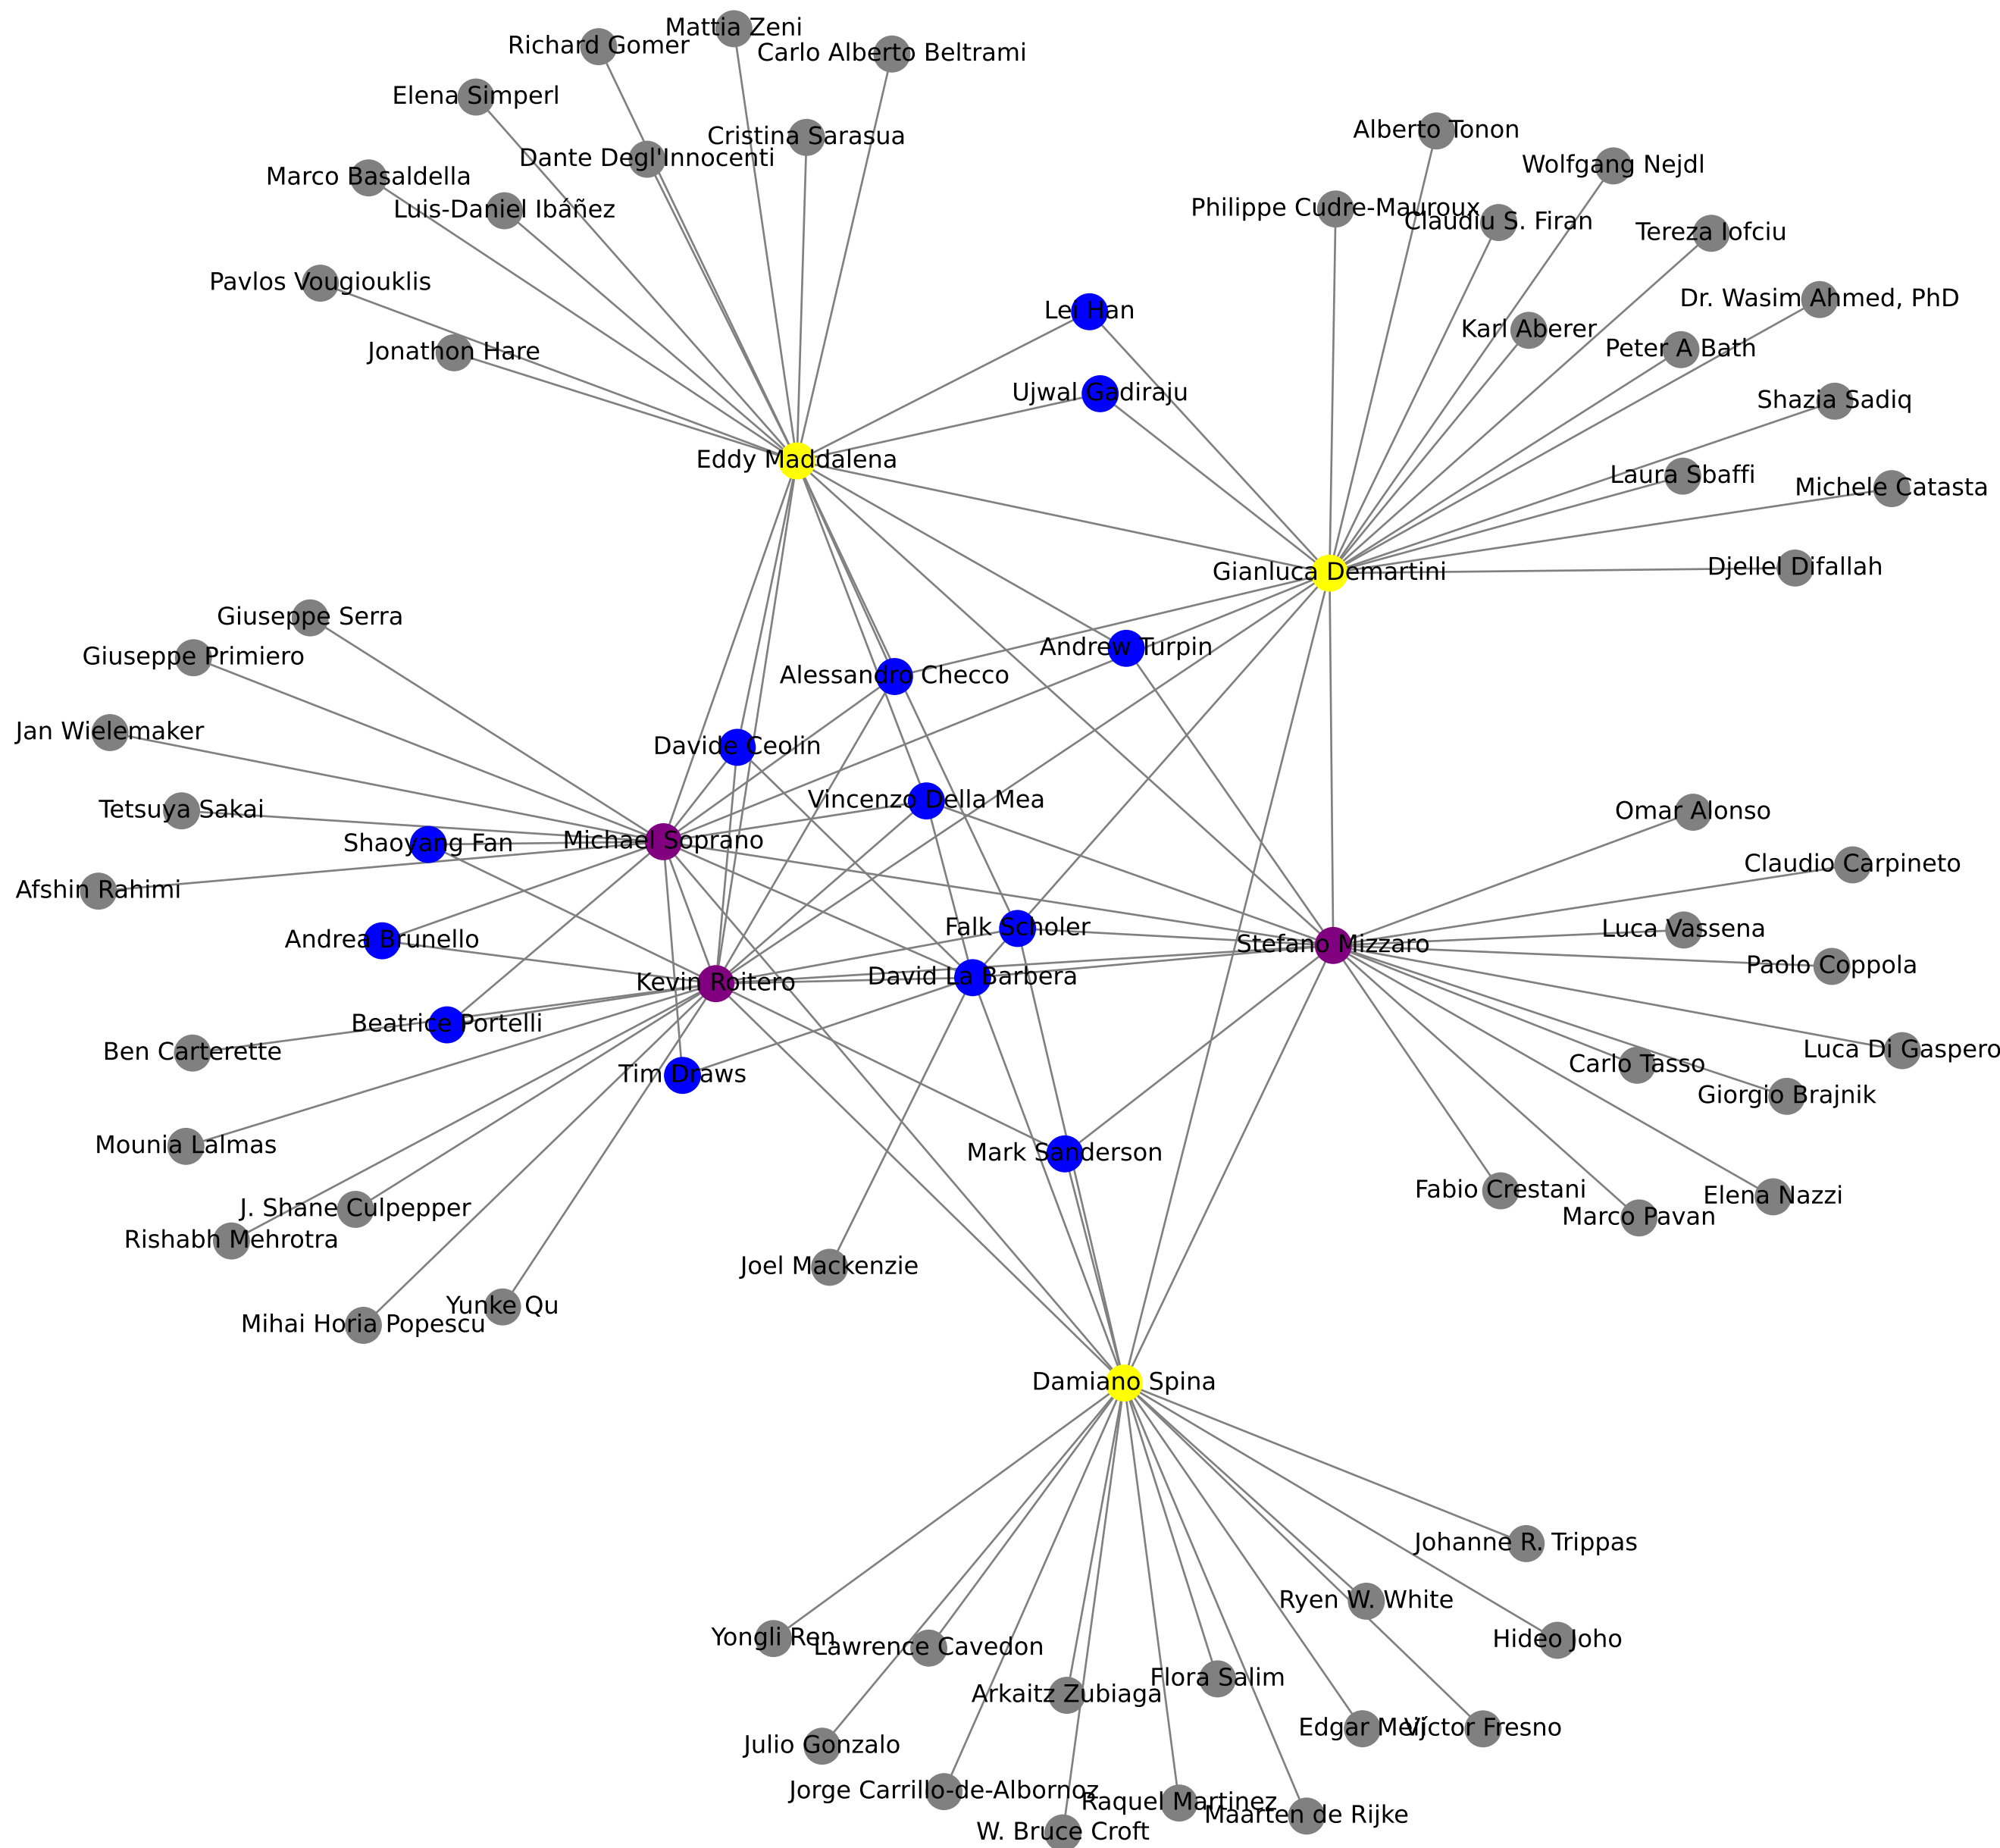 Mattia Zeni
Richard Gomer
Carlo Alberto Beltrami
Elena Simperl
Alberto Tonon
Cristina Sarasua
Dante Degl'Innocenti
Wolfgang Nejdl
Marco Basaldella
Luis-Daniel Ibáñez
Philippe Cudre-Mauroux
Claudiu S. Firan
Tereza Iofciu
Pavlos Vougiouklis
Dr. Wasim Ahmed, PhD
Lei Han
Karl Aberer
Peter A Bath
Jonathon Hare
Ujwal Gadiraju
Shazia Sadiq
Eddy Maddalena
Laura Sbaffi
Michele Catasta
Djellel Difallah
Gianluca Demartini
Giuseppe Serra
Andrew Turpin
Giuseppe Primiero
Alessandro Checco
Jan Wielemaker
Davide Ceolin
Vincenzo Della Mea
Tetsuya Sakai
Omar Alonso
Michael Soprano
Shaoyang Fan
Claudio Carpineto
Afshin Rahimi
Falk Scholer
Luca Vassena
Andrea Brunello
Stefano Mizzaro
Paolo Coppola
David La Barbera
Kevin Roitero
Beatrice Portelli
Luca Di Gaspero
Ben Carterette
Carlo Tasso
Tim Draws
Giorgio Brajnik
Mounia Lalmas
Mark Sanderson
Fabio Crestani
Elena Nazzi
J. Shane Culpepper
Marco Pavan
Rishabh Mehrotra
Joel Mackenzie
Yunke Qu
Mihai Horia Popescu
Damiano Spina
Johanne R. Trippas
Ryen W. White
Yongli Ren
Hideo Joho
Lawrence Cavedon
Flora Salim
Arkaitz Zubiaga
Edgar Meij
Víctor Fresno
Julio Gonzalo
Jorge Carrillo-de-Albornoz
Raquel Martinez
Maarten de Rijke
W. Bruce Croft